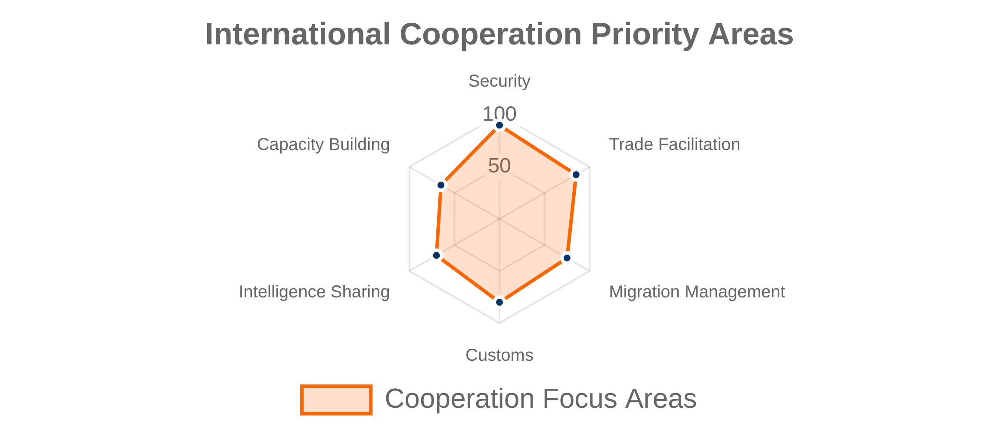 International Cooperation Priority Areas
Security
100
Capacity Building
Trade Facilitation
50
Intelligence Sharing
Migration Management
Customs
Cooperation Focus Areas